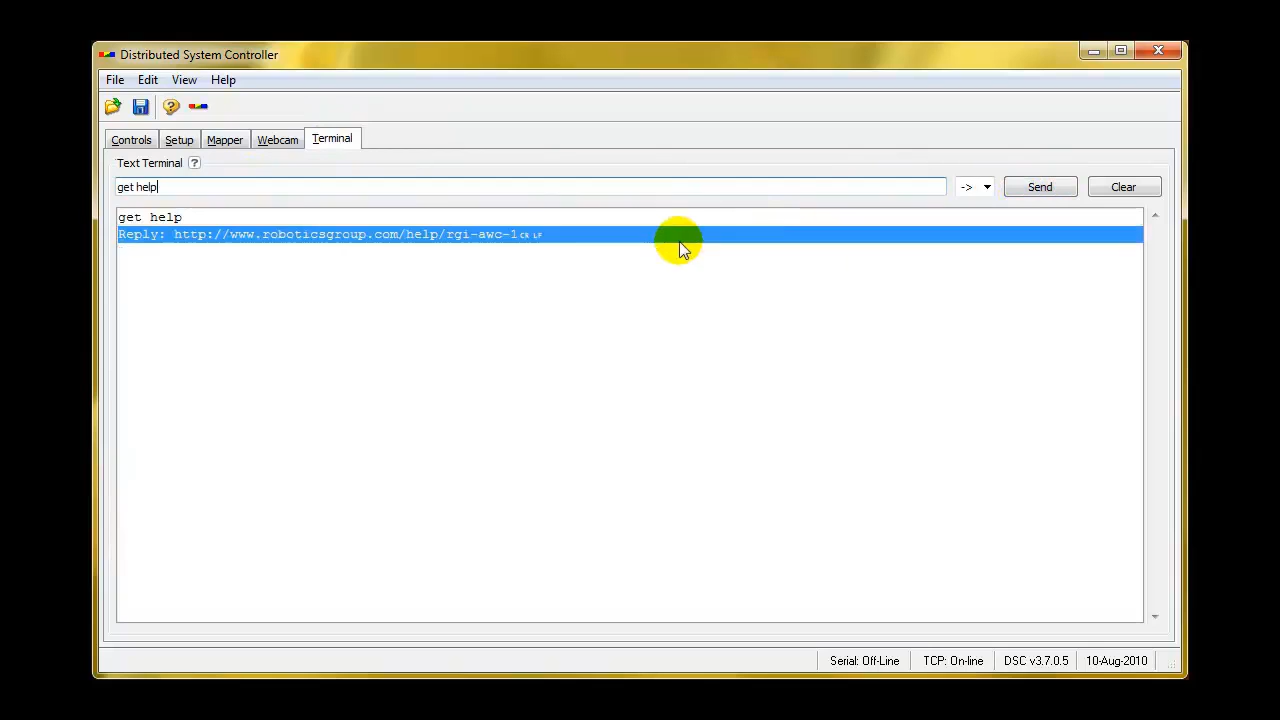 Distributed System Controller
File Edit View Help
Controls Setup Mapper Webcam Terminal
Text Terminal ?
get help -> Send Clear
get help
Reply: http://www.roboticsgroup.com/help/rgi-awc-1 CR LF
Serial: Off-Line TCP: On-line DSC v3.7.0.5 10-Aug-2010